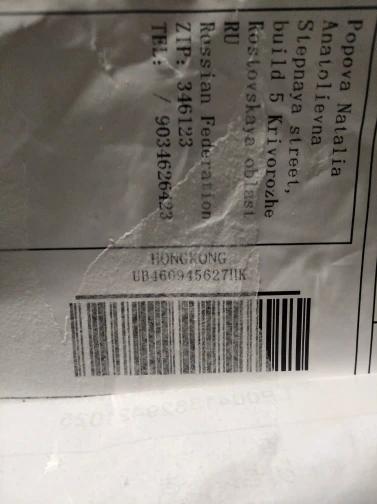 Popova Natalia
Anatolievna
Stepnaya street,
build 5 Krivorozhe
Rostovskaya oblast
RU
Russian Federation
ZIP: 346123
TEL: / 9034626423
HONGKONG
UB460945627HK